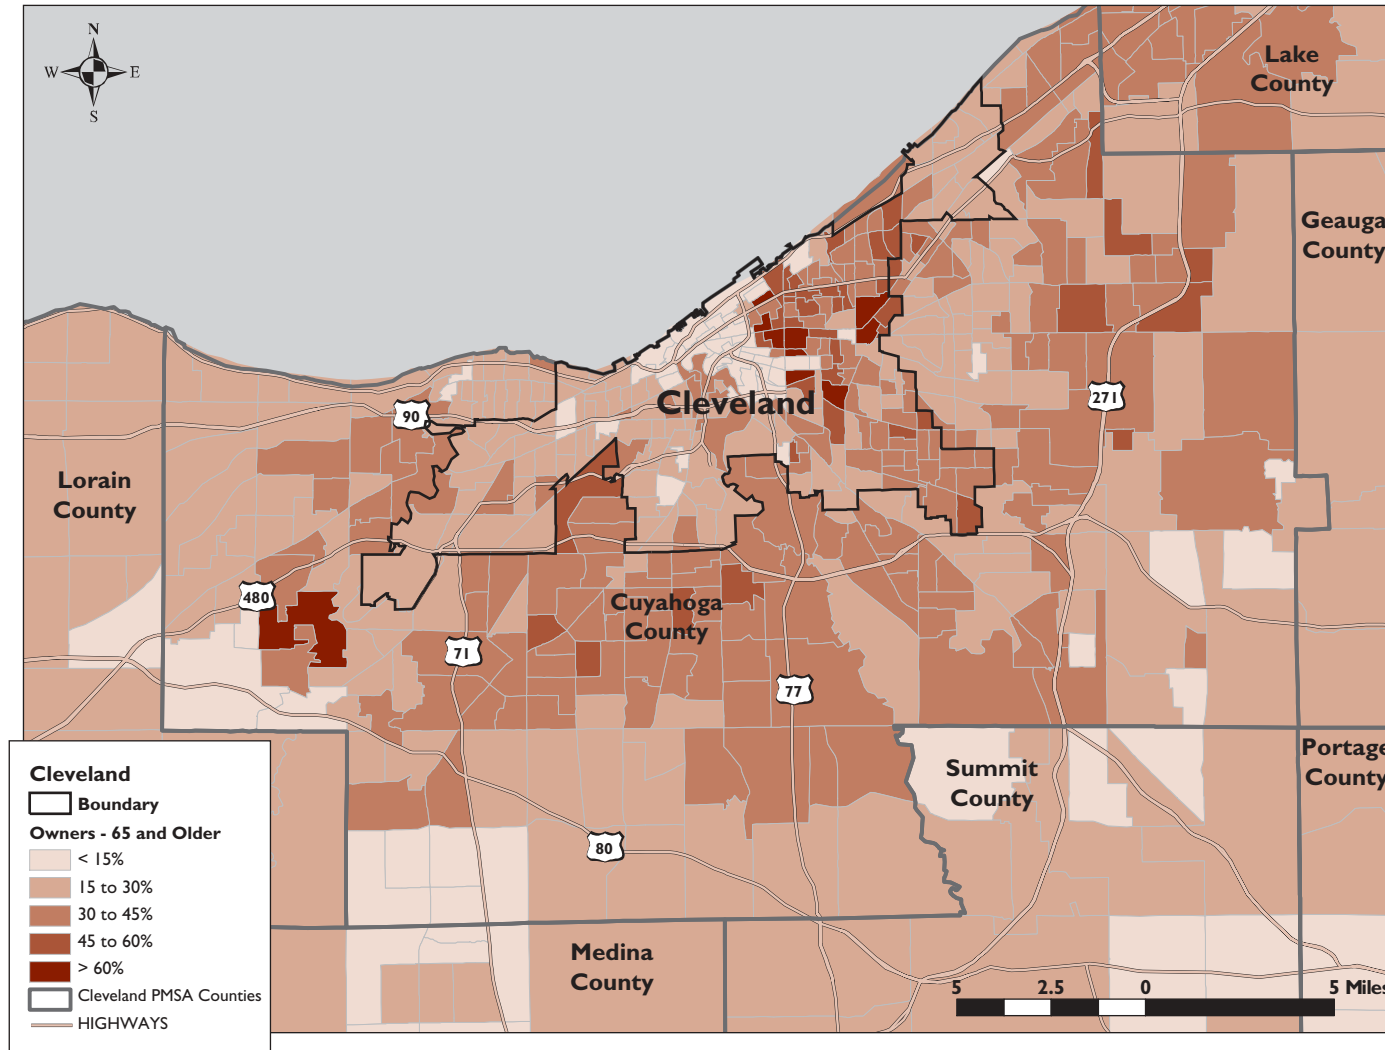 N
W E
S
Lake
County
Geauga
County
Cleveland
90
271
Lorain
County
480
Cuyahoga
County
71
77
Cleveland
Boundary
Owners - 65 and Older
< 15%
15 to 30%
30 to 45%
45 to 60%
> 60%
Cleveland PMSA Counties
HIGHWAYS
Summit
County
Portage
County
80
Medina
County
5 2.5 0 5 Miles